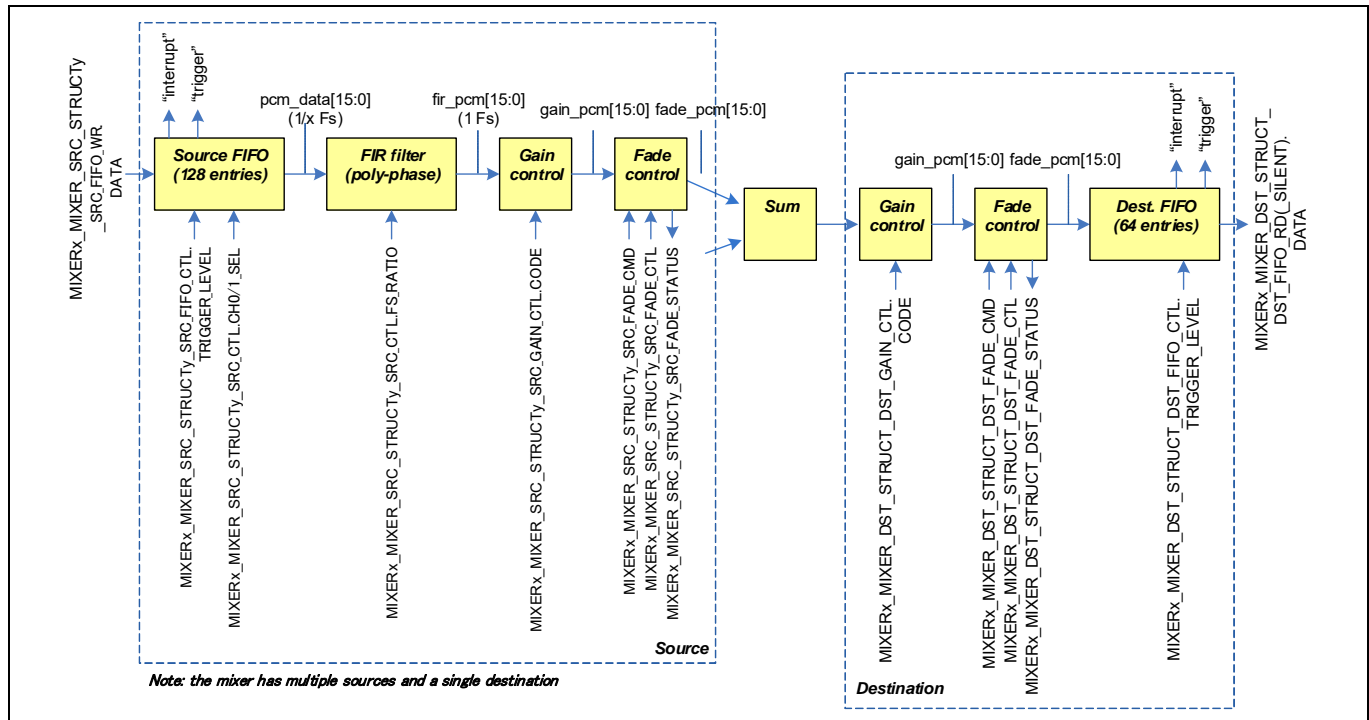 MIXERx_MIXER_SRC_STRUCTy
_SRC_FIFO_WR
DATA
"interrupt"
"trigger"
Source FIFO
(128 entries)
pcm_data[15:0]
(1/x Fs)
FIR filter
(poly-phase)
fir_pcm[15:0]
(1 Fs)
Gain
control
gain_pcm[15:0]
Fade
control
fade_pcm[15:0]
MIXERx_MIXER_SRC_STRUCTy_SRC_FIFO_CTL.
TRIGGER_LEVEL
MIXERx_MIXER_SRC_STRUCTy_SRC_CTL.CH0/1_SEL
MIXERx_MIXER_SRC_STRUCTy_SRC_CTL.FS_RATIO
MIXERx_MIXER_SRC_STRUCTy_SRC_GAIN_CTL.CODE
MIXERx_MIXER_SRC_STRUCTy_SRC_FADE_CMD
MIXERx_MIXER_SRC_STRUCTy_SRC_FADE_CTL
MIXERx_MIXER_SRC_STRUCTy_SRC_FADE_STATUS
Source
Sum
Gain
control
gain_pcm[15:0]
Fade
control
fade_pcm[15:0]
Dest. FIFO
(64 entries)
"interrupt"
"trigger"
MIXERx_MIXER_DST_STRUCT_
DST_FIFO_RD(_SILENT).
DATA
MIXERx_MIXER_DST_STRUCT_DST_GAIN_CTL.
CODE
MIXERx_MIXER_DST_STRUCT_DST_FADE_CMD
MIXERx_MIXER_DST_STRUCT_DST_FADE_CTL
MIXERx_MIXER_DST_STRUCT_DST_FADE_STATUS
MIXERx_MIXER_DST_STRUCT_DST_FIFO_CTL.
TRIGGER_LEVEL
Destination
Note: the mixer has multiple sources and a single destination